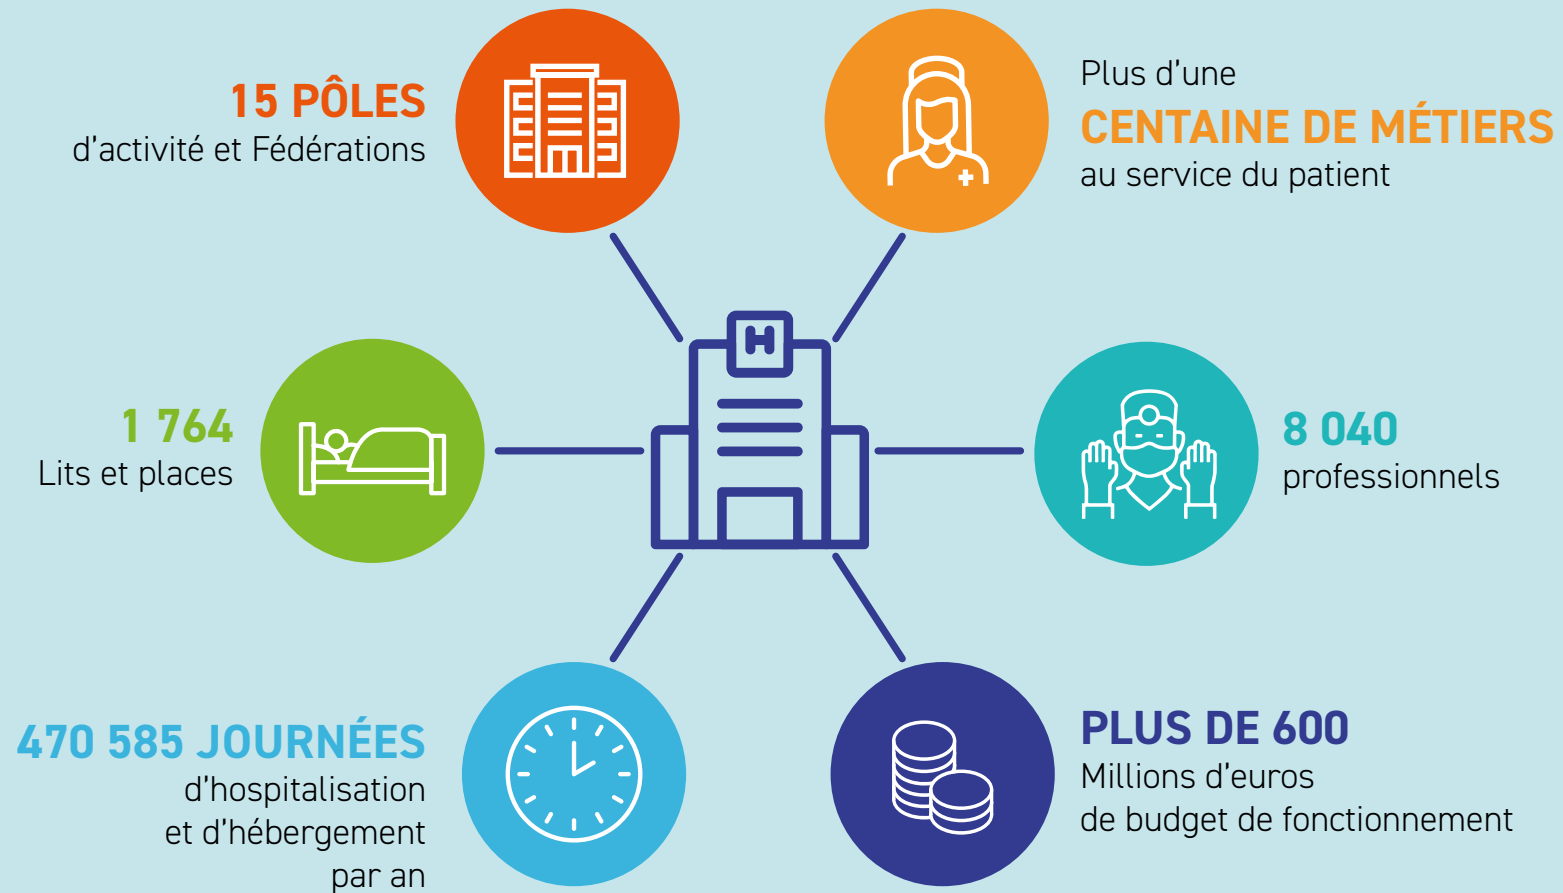 15 PÔLES
d'activité et Fédérations
Plus d'une
CENTAINE DE MÉTIERS
au service du patient
H
1 764
Lits et places
8 040
professionnels
470 585 JOURNÉES
d'hospitalisation
et d'hébergement
par an
PLUS DE 600
Millions d'euros
de budget de fonctionnement